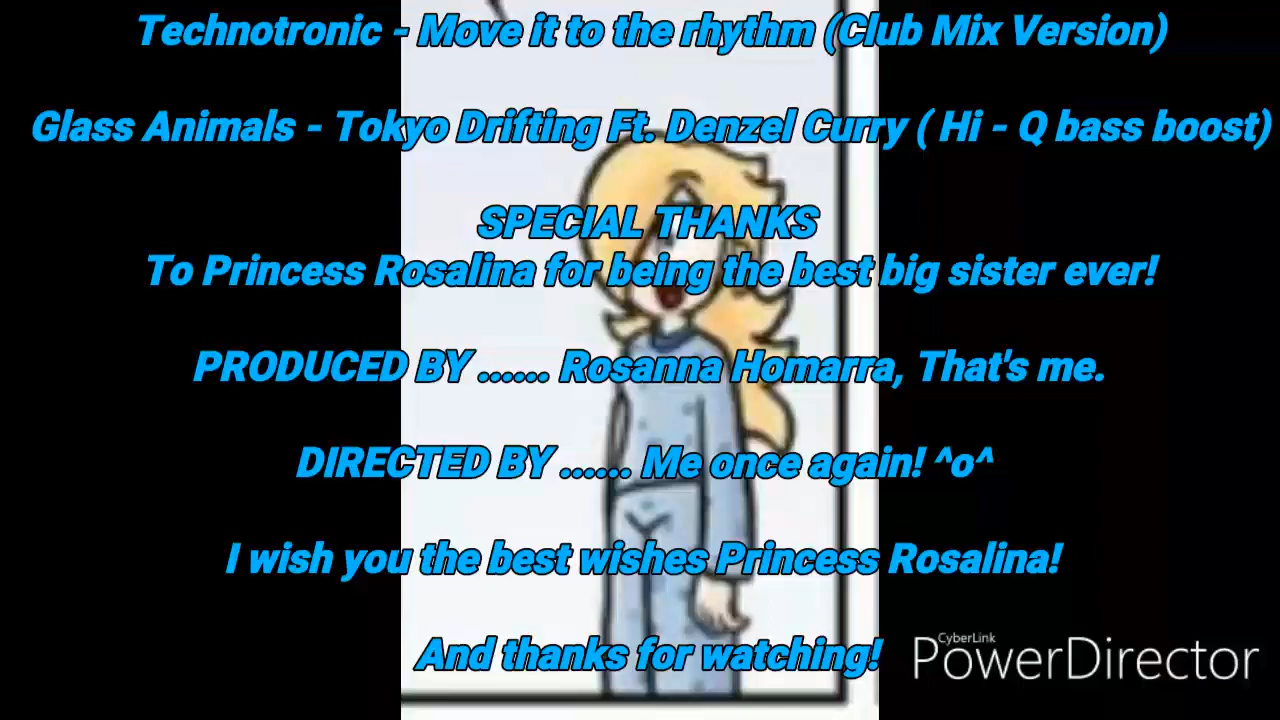 Technotronic - Move it to the rhythm (Club Mix Version)
Glass Animals - Tokyo Drifting Ft. Denzel Curry ( Hi - Q bass boost)
SPECIAL THANKS
To Princess Rosalina for being the best big sister ever!
PRODUCED BY ...... Rosanna Homarra, That's me.
DIRECTED BY ...... Me once again! ^o^
I wish you the best wishes Princess Rosalina!
And thanks for watching!
CyberLink
PowerDirector